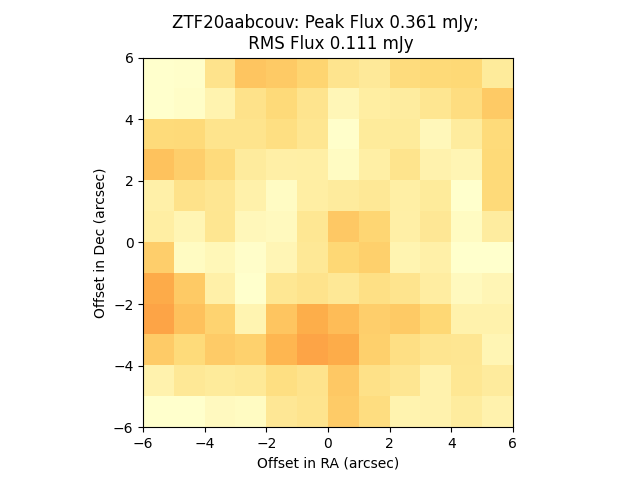 ZTF20aabcouv: Peak Flux 0.361 mJy;
RMS Flux 0.111 mJy
6
4
2
0
−2
−4
−6
Offset in Dec (arcsec)
−6 −4 −2 0 2 4 6
Offset in RA (arcsec)